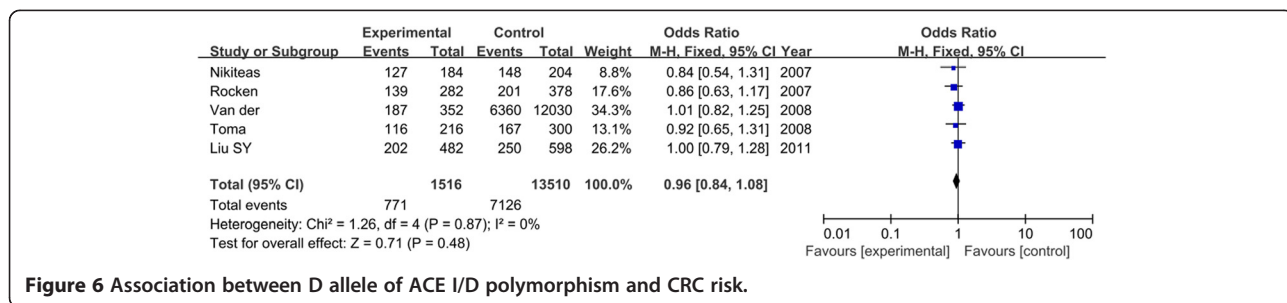 Experimental Control Odds Ratio Odds Ratio
Study or Subgroup Events Total Events Total Weight M-H, Fixed, 95% CI Year M-H, Fixed, 95% CI
Nikiteas 127 184 148 204 8.8% 0.84 [0.54, 1.31] 2007
Rocken 139 282 201 378 17.6% 0.86 [0.63, 1.17] 2007
Van der 187 352 6360 12030 34.3% 1.01 [0.82, 1.25] 2008
Toma 116 216 167 300 13.1% 0.92 [0.65, 1.31] 2008
Liu SY 202 482 250 598 26.2% 1.00 [0.79, 1.28] 2011
Total (95% CI) 1516 13510 100.0% 0.96 [0.84, 1.08]
Total events 771 7126
Heterogeneity: Chi² = 1.26, df = 4 (P = 0.87); I² = 0%
Test for overall effect: Z = 0.71 (P = 0.48)
0.01 0.1 1 10 100
Favours [experimental] Favours [control]
Figure 6 Association between D allele of ACE I/D polymorphism and CRC risk.